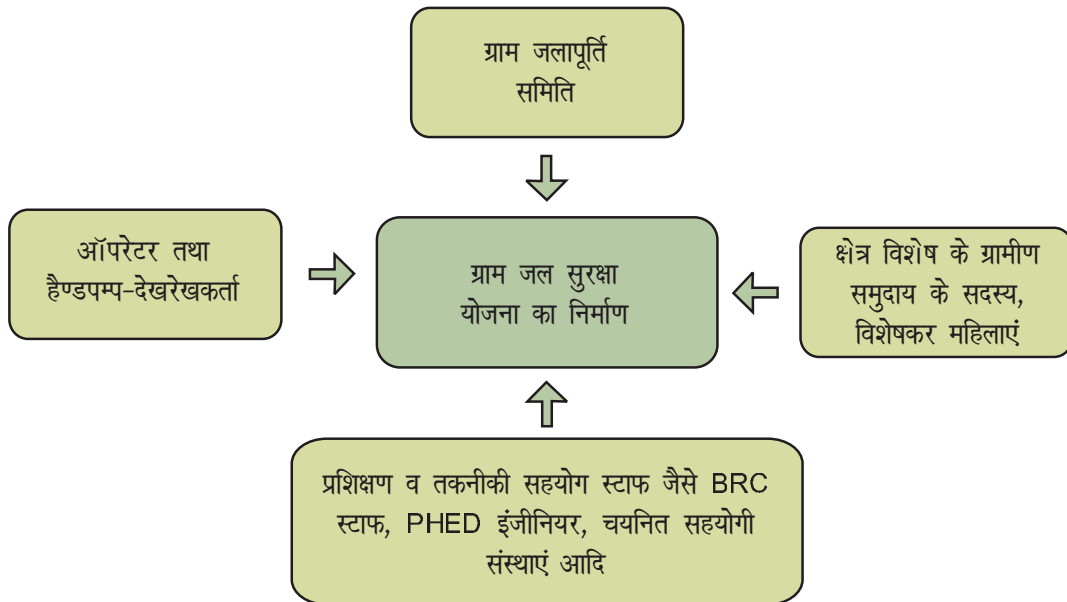 ग्राम जलापूर्ति
समिति
ऑपरेटर तथा
हैण्डपम्प-देखरेखकर्ता
ग्राम जल सुरक्षा
योजना का निर्माण
क्षेत्र विशेष के ग्रामीण
समुदाय के सदस्य,
विशेषकर महिलाएं
प्रशिक्षण व तकनीकी सहयोग स्टाफ जैसे BRC
स्टाफ, PHED इंजीनियर, चयनित सहयोगी
संस्थाएं आदि